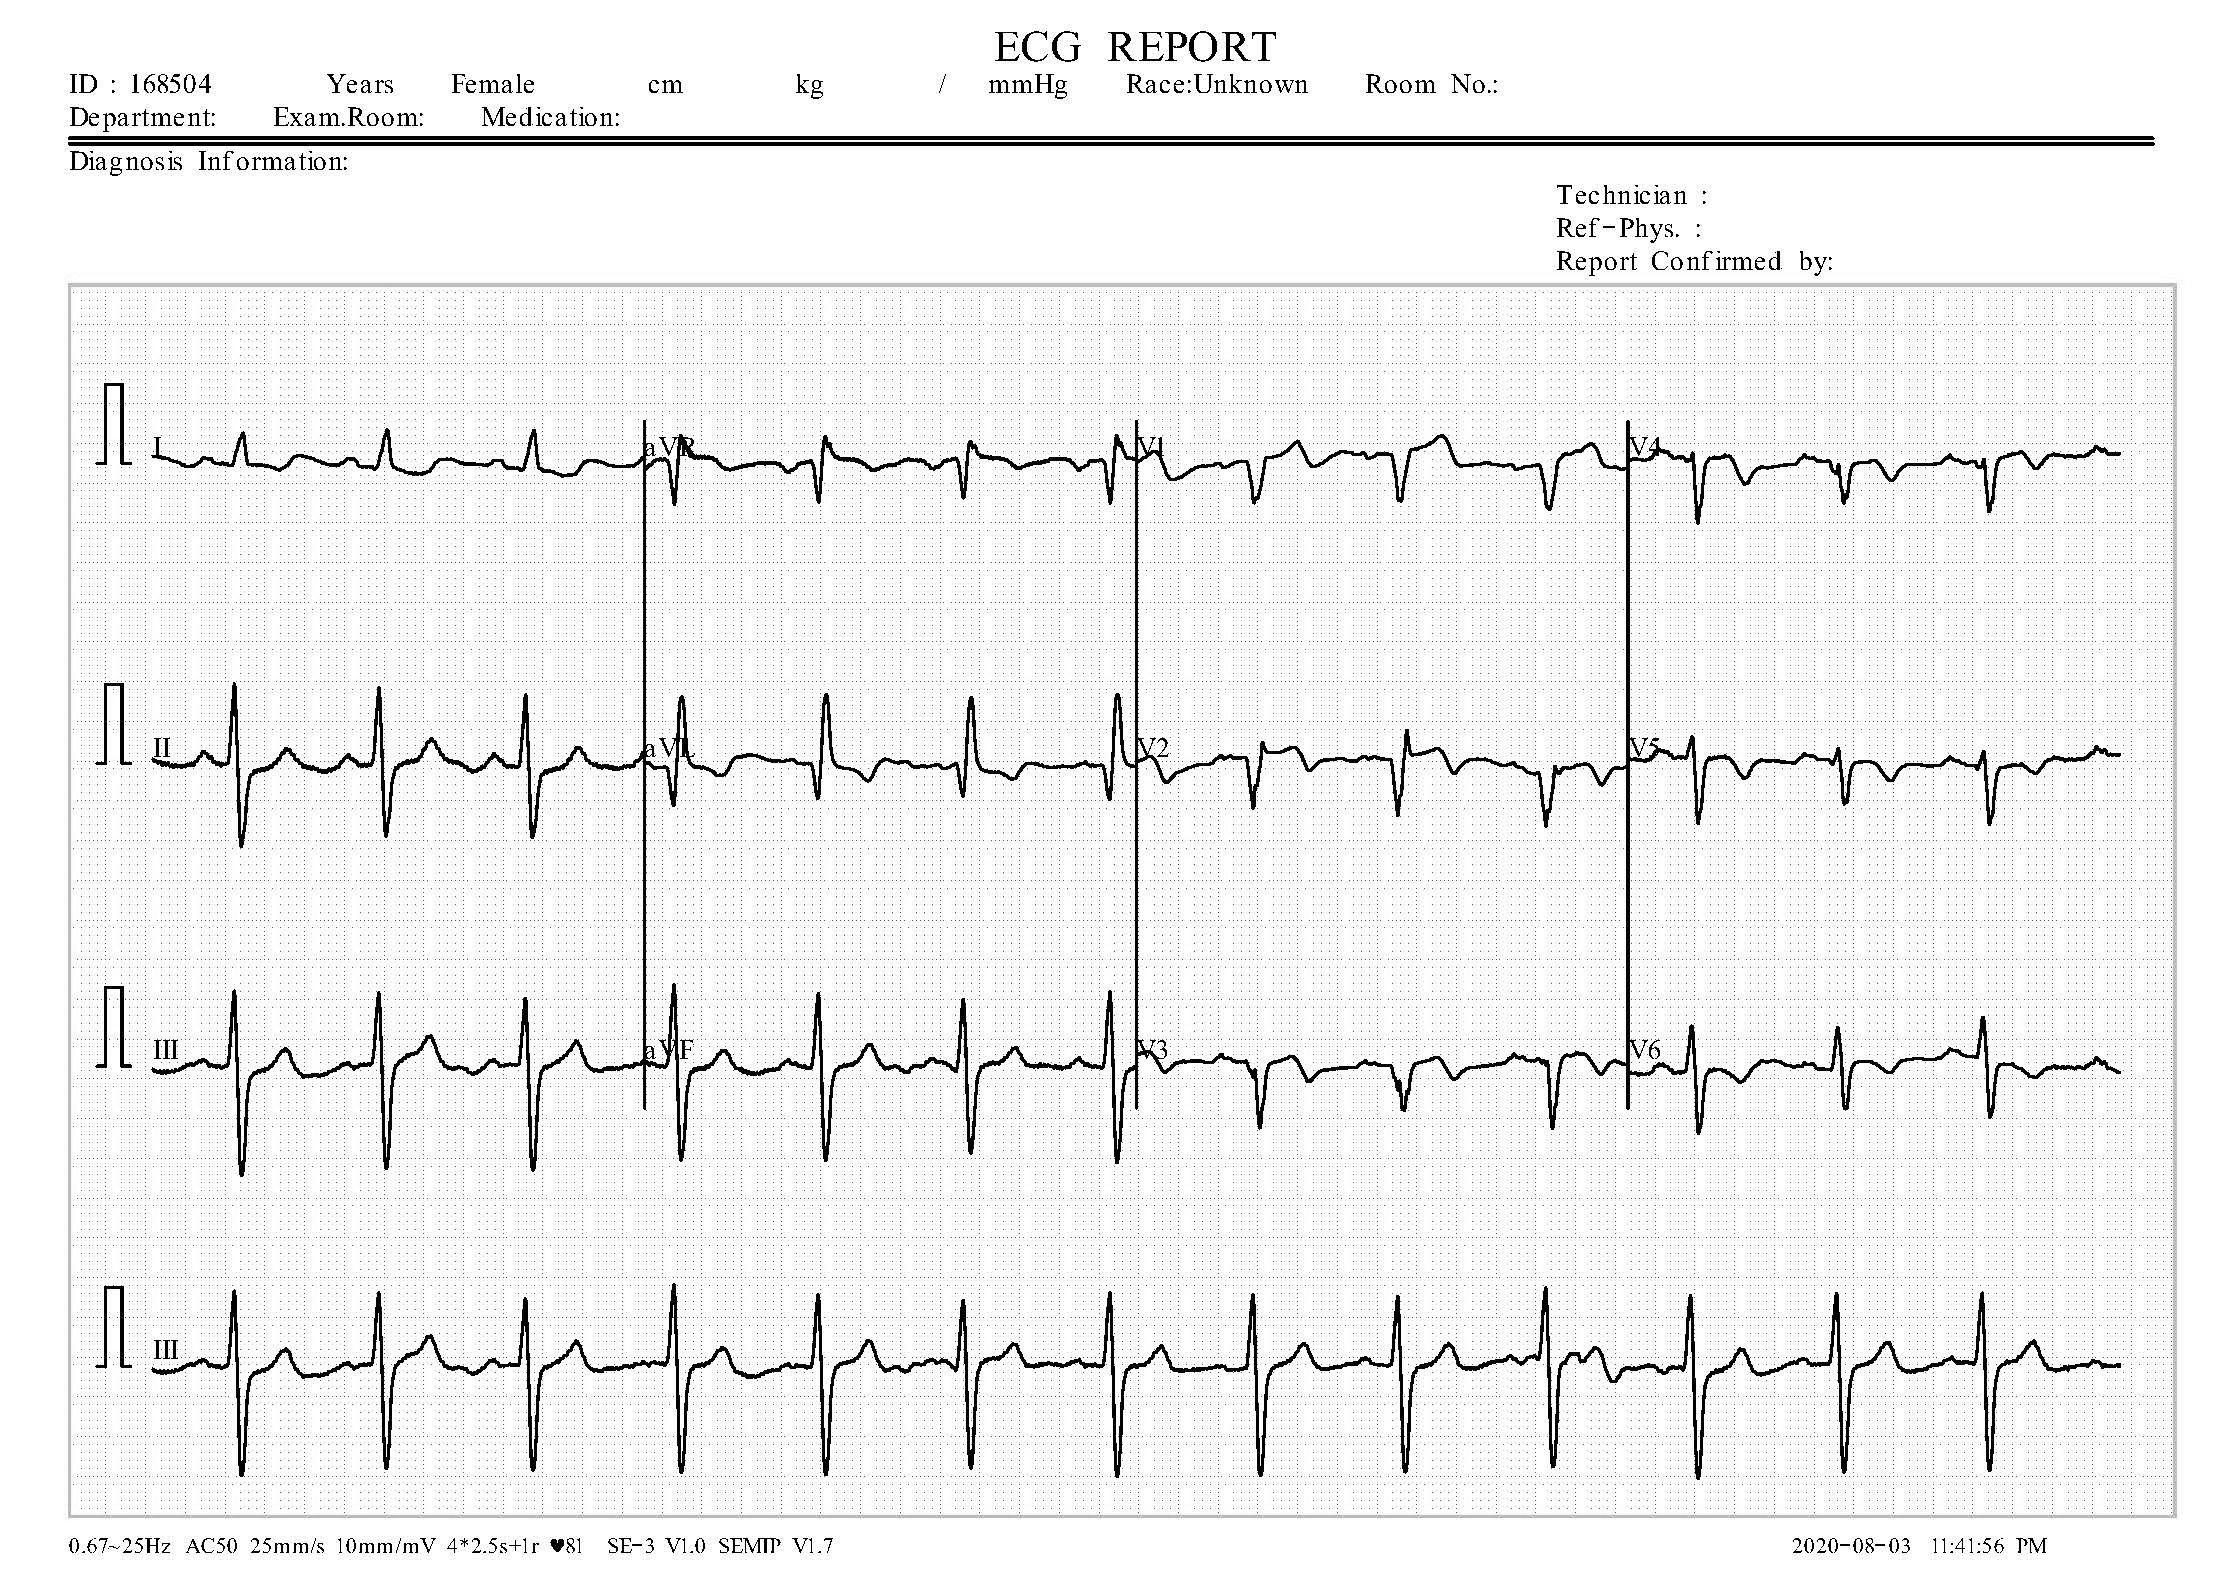 ECG REPORT
ID : 168504 Years Female cm kg / mmHg Race:Unknown Room No.:
Department: Exam.Room: Medication:
Diagnosis Information:
Technician :
Ref-Phys. :
Report Confirmed by:
I aVR V1 V4
II aVL V2 V5
III aVF V3 V6
III
0.67~25Hz AC50 25mm/s 10mm/mV 4*2.5s+1r ♥81 SE-3 V1.0 SEMIP V1.7 2020-08-03 11:41:56 PM